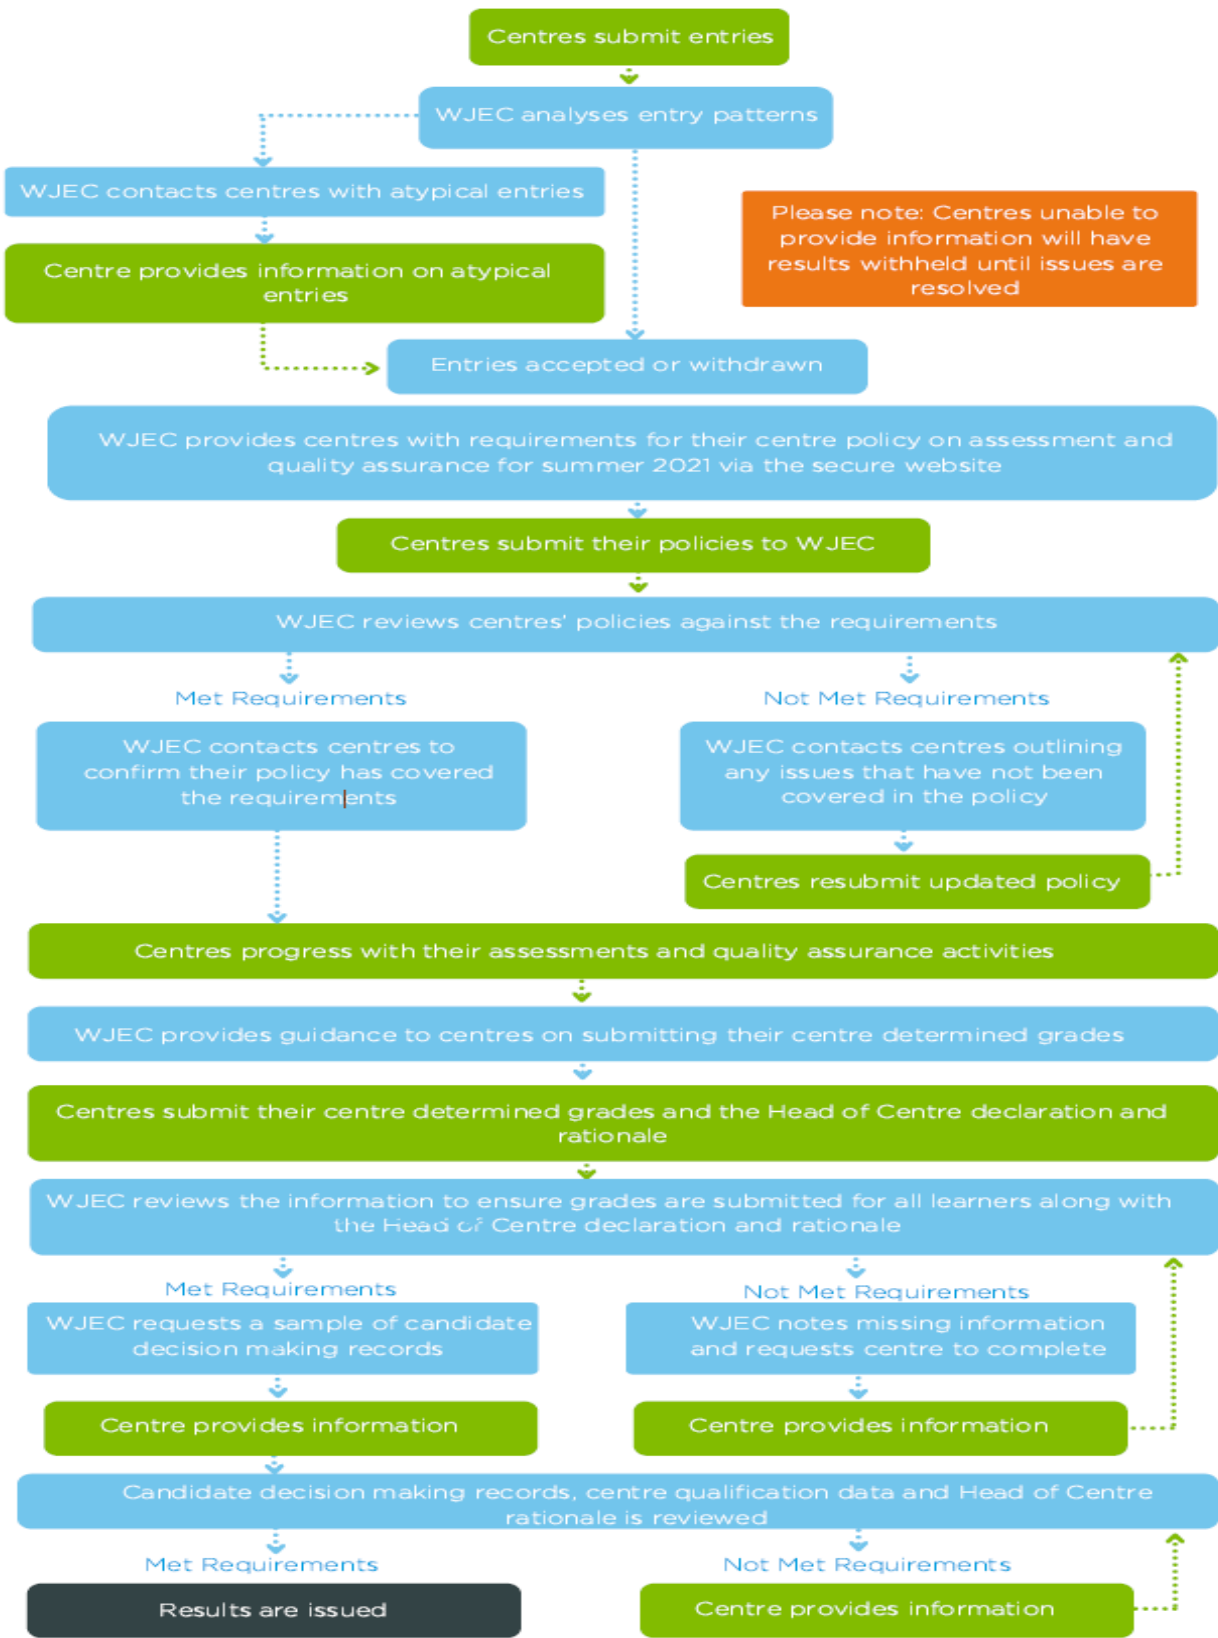 Centres submit entries
WJEC analyses entry patterns
WJEC contacts centres with atypical entries
Centre provides information on atypical
entries
Please note: Centres unable to
provide information will have
results withheld until issues are
resolved
Entries accepted or withdrawn
WJEC provides centres with requirements for their centre policy on assessment and
quality assurance for summer 2021 via the secure website
Centres submit their policies to WJEC
WJEC reviews centres' policies against the requirements
Met Requirements
Not Met Requirements
WJEC contacts centres to
confirm their policy has covered
the requirements
WJEC contacts centres outlining
any issues that have not been
covered in the policy
Centres resubmit updated policy
Centres progress with their assessments and quality assurance activities
WJEC provides guidance to centres on submitting their centre determined grades
Centres submit their centre determined grades and the Head of Centre declaration and
rationale
WJEC reviews the information to ensure grades are submitted for all learners along with
the Head of Centre declaration and rationale
Met Requirements
Not Met Requirements
WJEC requests a sample of candidate
decision making records
WJEC notes missing information
and requests centre to complete
Centre provides information
Centre provides information
Candidate decision making records, centre qualification data and Head of Centre
rationale is reviewed
Met Requirements
Not Met Requirements
Results are issued
Centre provides information